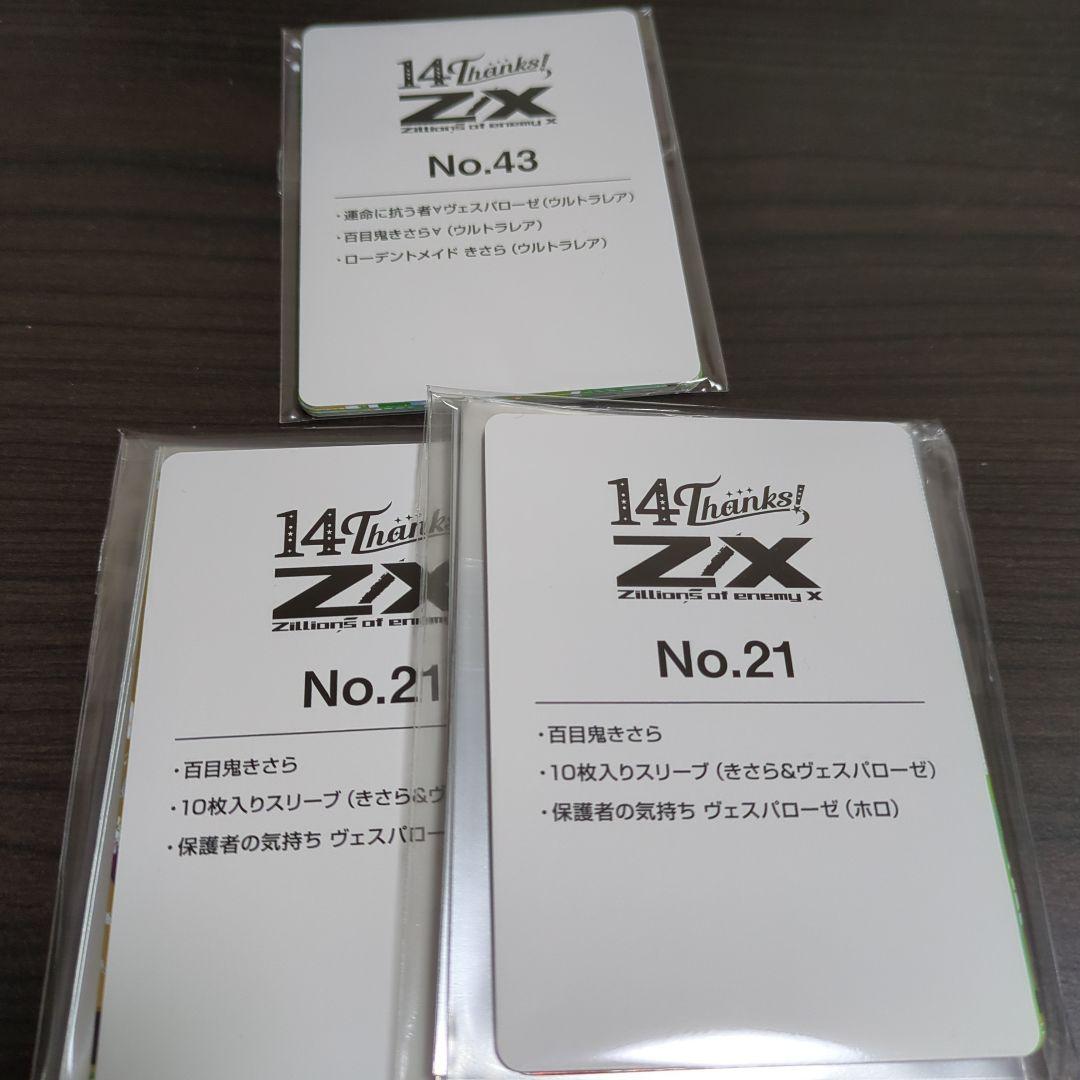 14 Thanks!
Z/X
Zillions of enemy X
No.43
・運命に抗う者∀ヴェスパローゼ（ウルトラレア）
・百目鬼きさら∀（ウルトラレア）
・ローデントメイド きさら（ウルトラレア）
14 Thanks
Z/X
Zillions of enemy
No.21
・百目鬼きさら
・10枚入りスリーブ（きさら&ヴ
・保護者の気持ち ヴェスパロー
14 Thanks!
Z/X
Zillions of enemy X
No.21
・百目鬼きさら
・10枚入りスリーブ（きさら&ヴェスパローゼ）
・保護者の気持ち ヴェスパローゼ（ホロ）